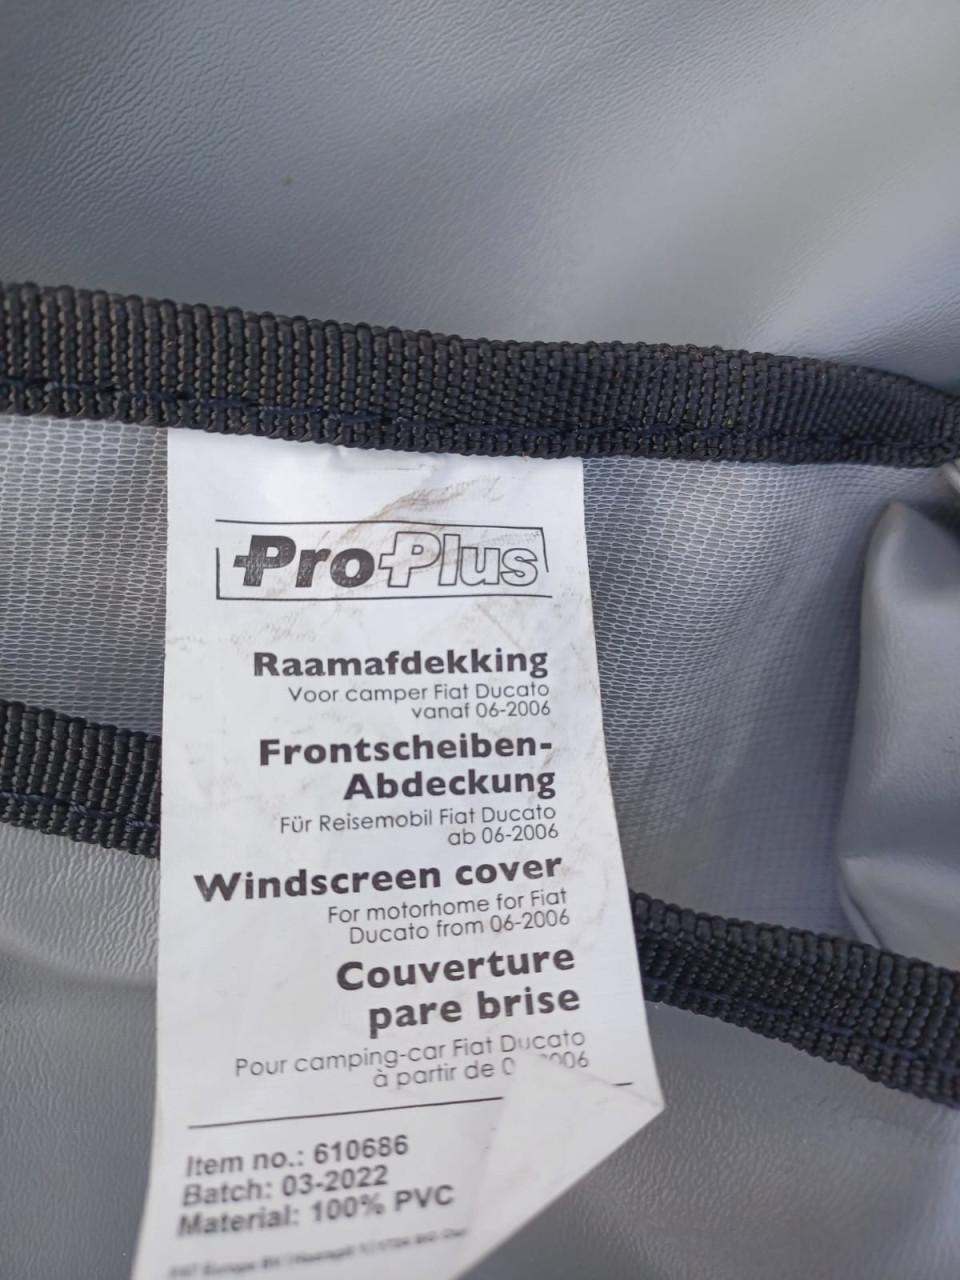 ProPlus
Raamafdekking
Voor camper Fiat Ducato
vanaf 06-2006
Frontscheiben-
Abdeckung
Für Reisemobil Fiat Ducato
ab 06-2006
Windscreen cover
For motorhome for Fiat
Ducato from 06-2006
Couverture
pare brise
Pour camping-car Fiat Ducato
à partir de
Item no.: 610686
Batch: 03-2022
Material: 100% PVC
Europe BV